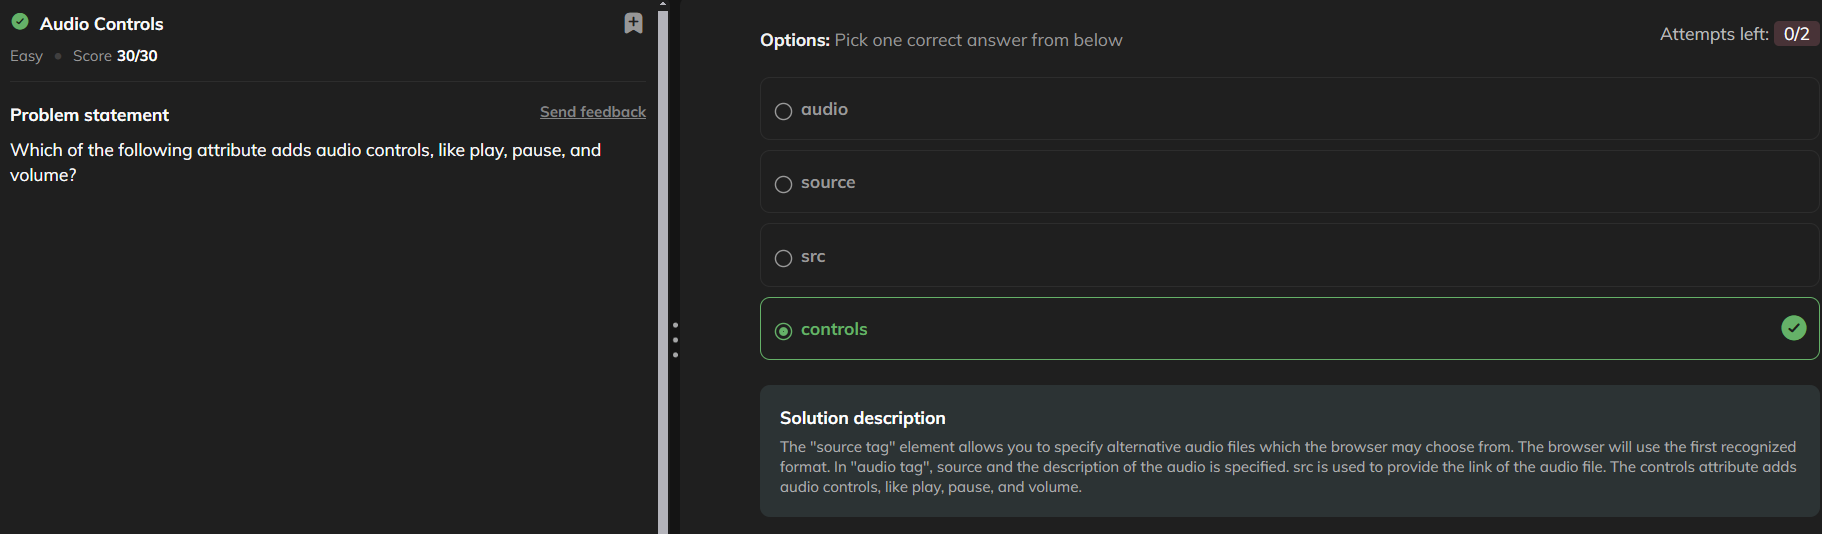 Audio Controls
Easy • Score 30/30
Problem statement
Send feedback
Which of the following attribute adds audio controls, like play, pause, and
volume?
Options: Pick one correct answer from below
Attempts left: 0/2
audio
source
src
controls
Solution description
The "source tag" element allows you to specify alternative audio files which the browser may choose from. The browser will use the first recognized
format. In "audio tag", source and the description of the audio is specified. src is used to provide the link of the audio file. The controls attribute adds
audio controls, like play, pause, and volume.